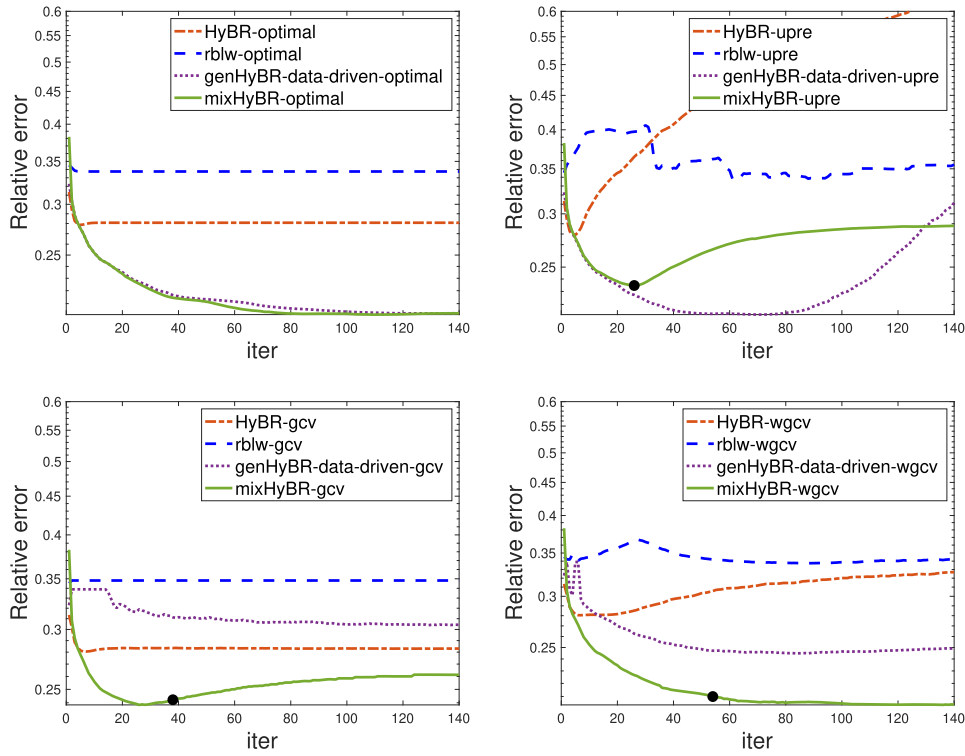 0.6
0.55
0.5
0.45
0.4
0.35
0.3
0.25
Relative error
HyBR-optimal
rblw-optimal
genHyBR-data-driven-optimal
mixHyBR-optimal
0 20 40 60 80 100 120 140
iter
0.6
0.55
0.5
0.45
0.4
0.35
0.3
0.25
Relative error
HyBR-upre
rblw-upre
genHyBR-data-driven-upre
mixHyBR-upre
0 20 40 60 80 100 120 140
iter
0.6
0.55
0.5
0.45
0.4
0.35
0.3
0.25
Relative error
HyBR-gcv
rblw-gcv
genHyBR-data-driven-gcv
mixHyBR-gcv
0 20 40 60 80 100 120 140
iter
0.6
0.55
0.5
0.45
0.4
0.35
0.3
0.25
Relative error
HyBR-wgcv
rblw-wgcv
genHyBR-data-driven-wgcv
mixHyBR-wgcv
0 20 40 60 80 100 120 140
iter